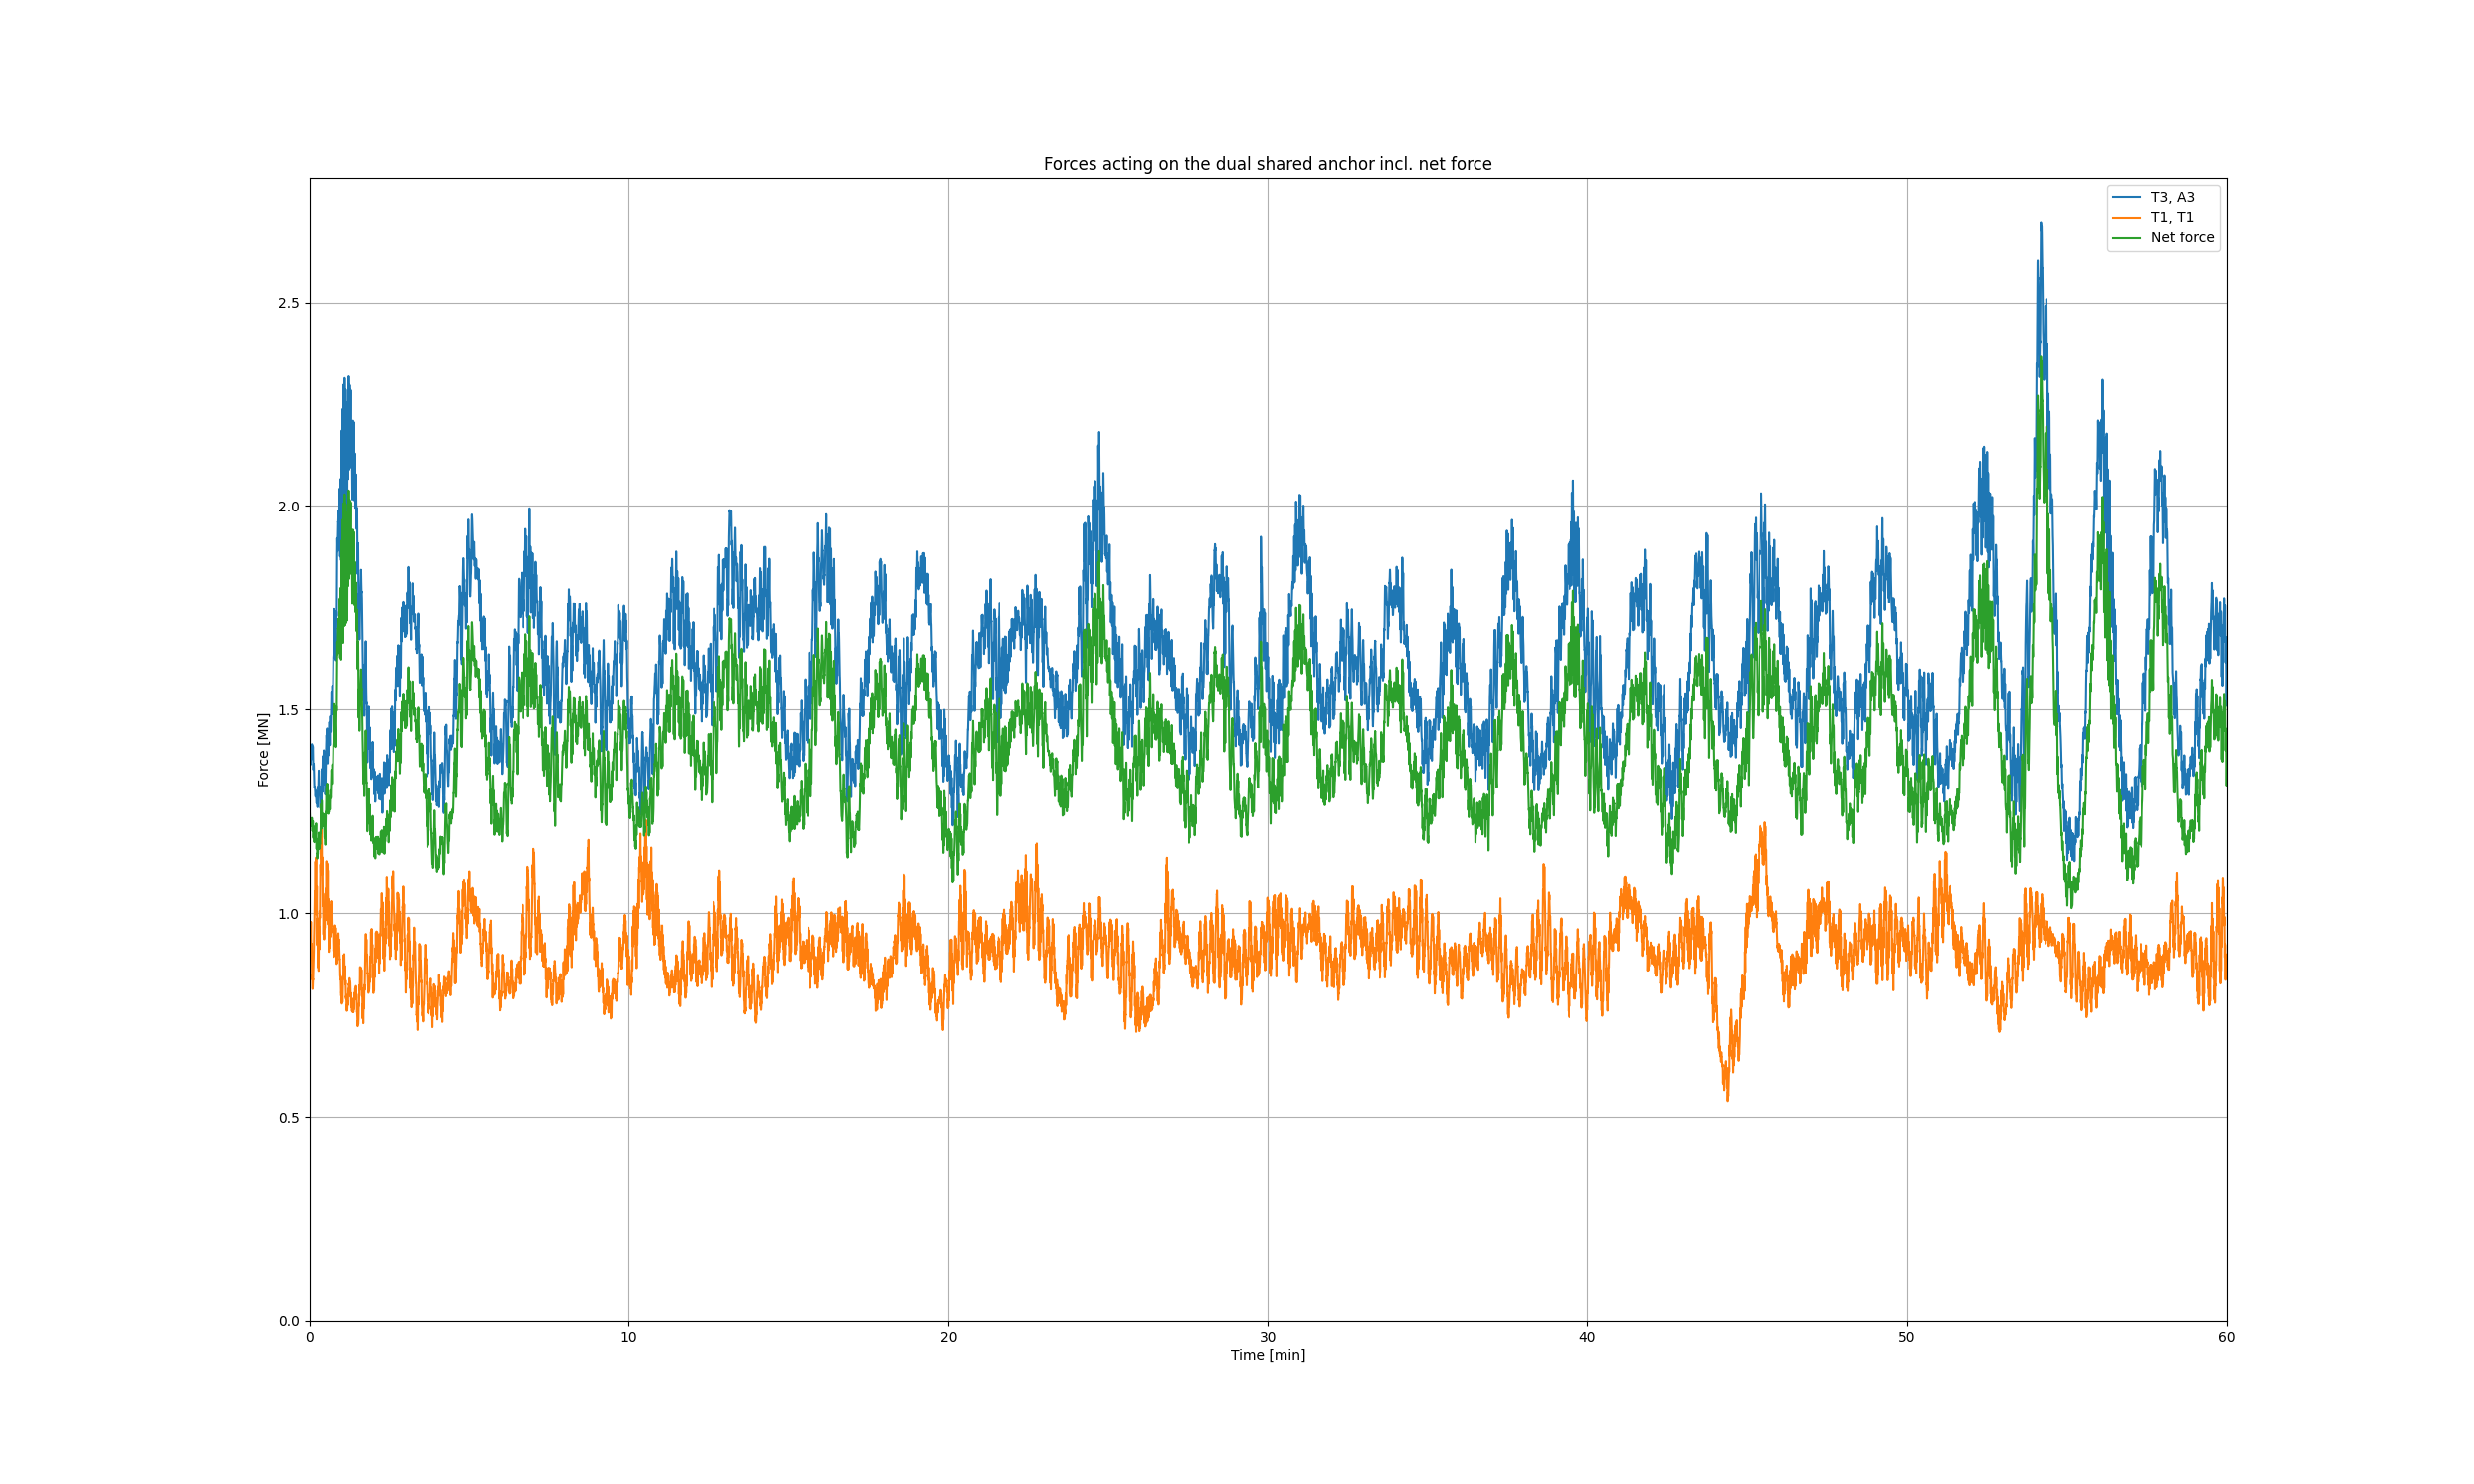 Forces acting on the dual shared anchor incl. net force
T3, A3
T1, T1
Net force
2.5
2.0
1.5
1.0
0.5
0.0
Force [MN]
0 10 20 30 40 50 60
Time [min]